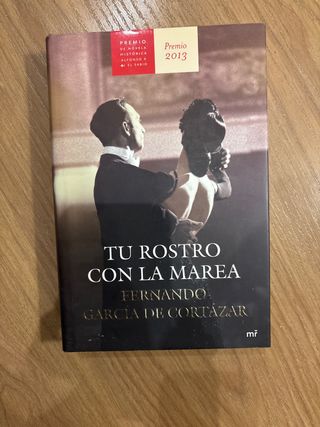 PREMIO
DE NOVELA
HISTÓRICA
ALFONSO X
EL SABIO
Premio
2013
TU ROSTRO
CON LA MAREA
FERNANDO
GARCÍA DE CORTÁZAR
mr